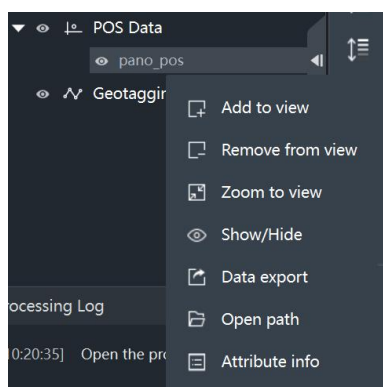 POS Data
pano_pos
Geotaggin
Add to view
Remove from view
Zoom to view
Show/Hide
Data export
Open path
Attribute info
rocessing Log
10:20:35] Open the pro